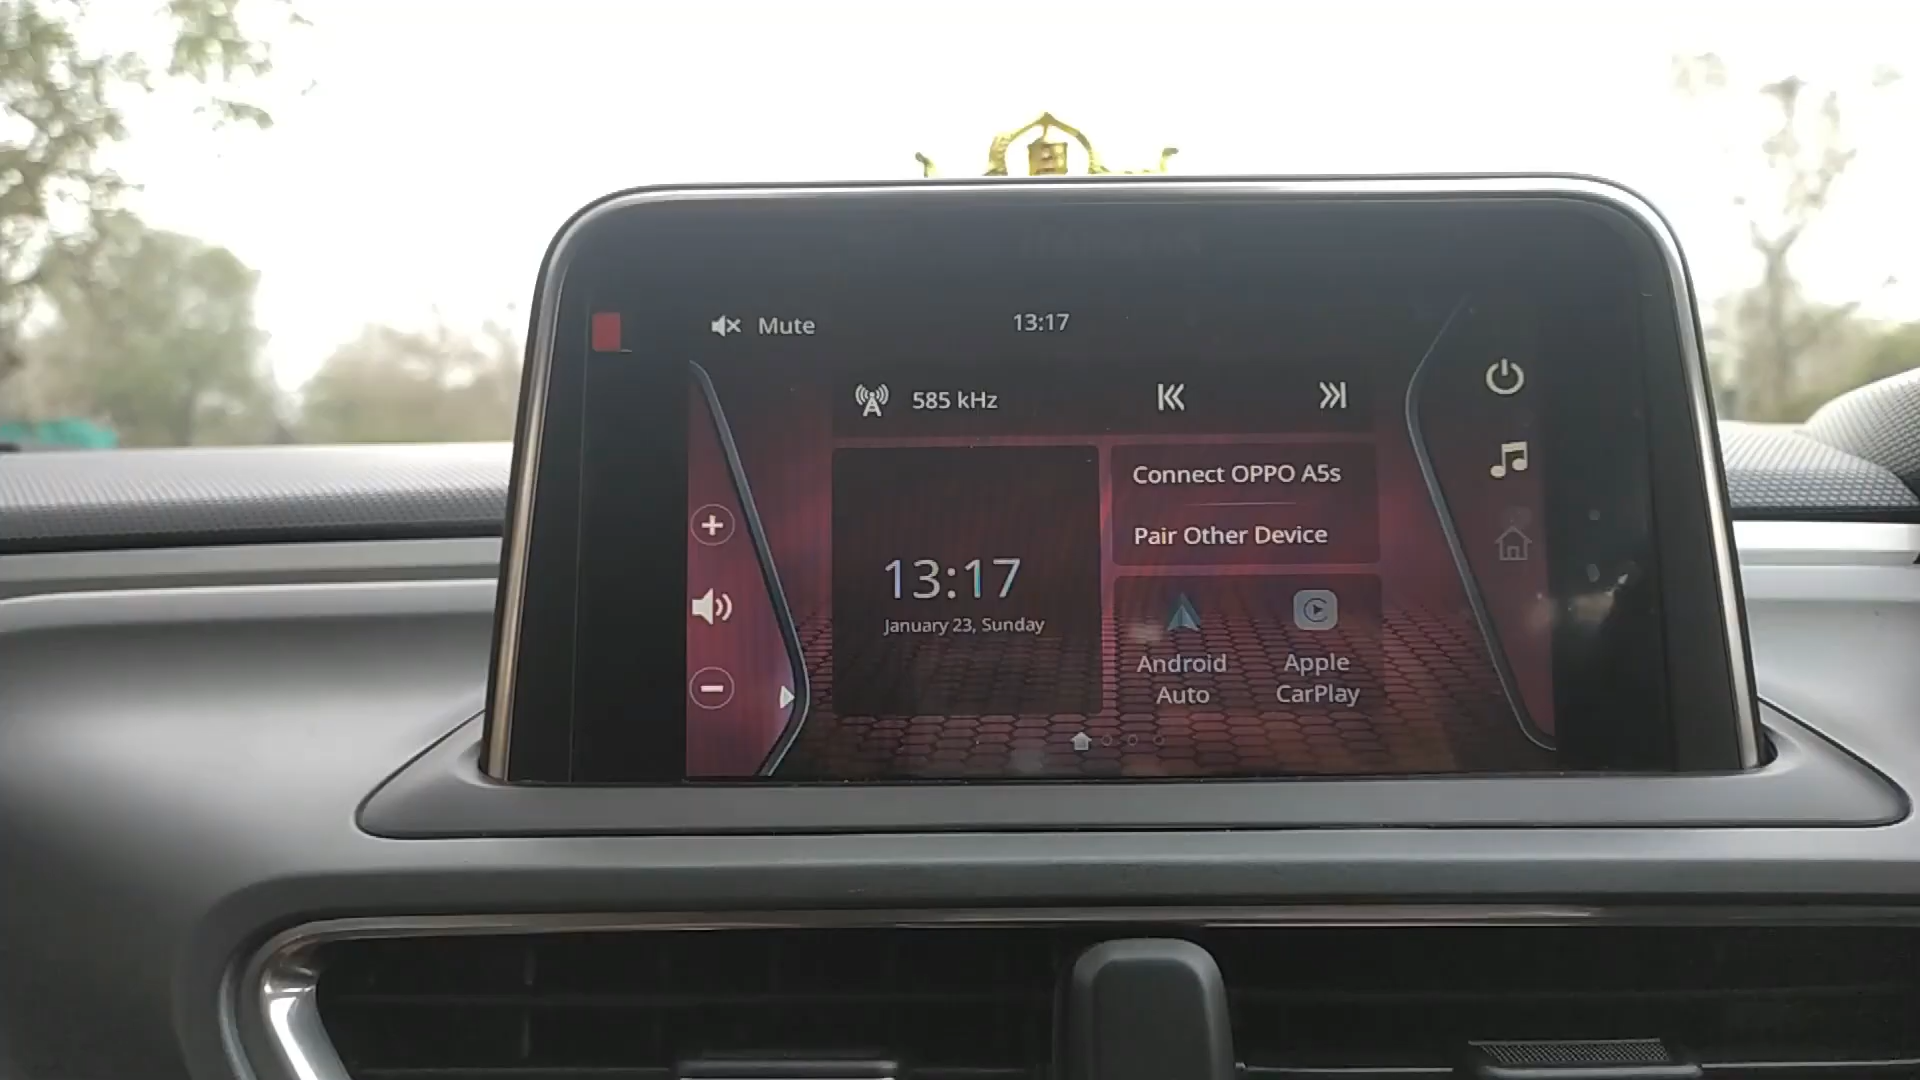 Mute
13:17
585 kHz
Connect OPPO A5s
Pair Other Device
13:17
January 23, Sunday
Android
Auto
Apple
CarPlay